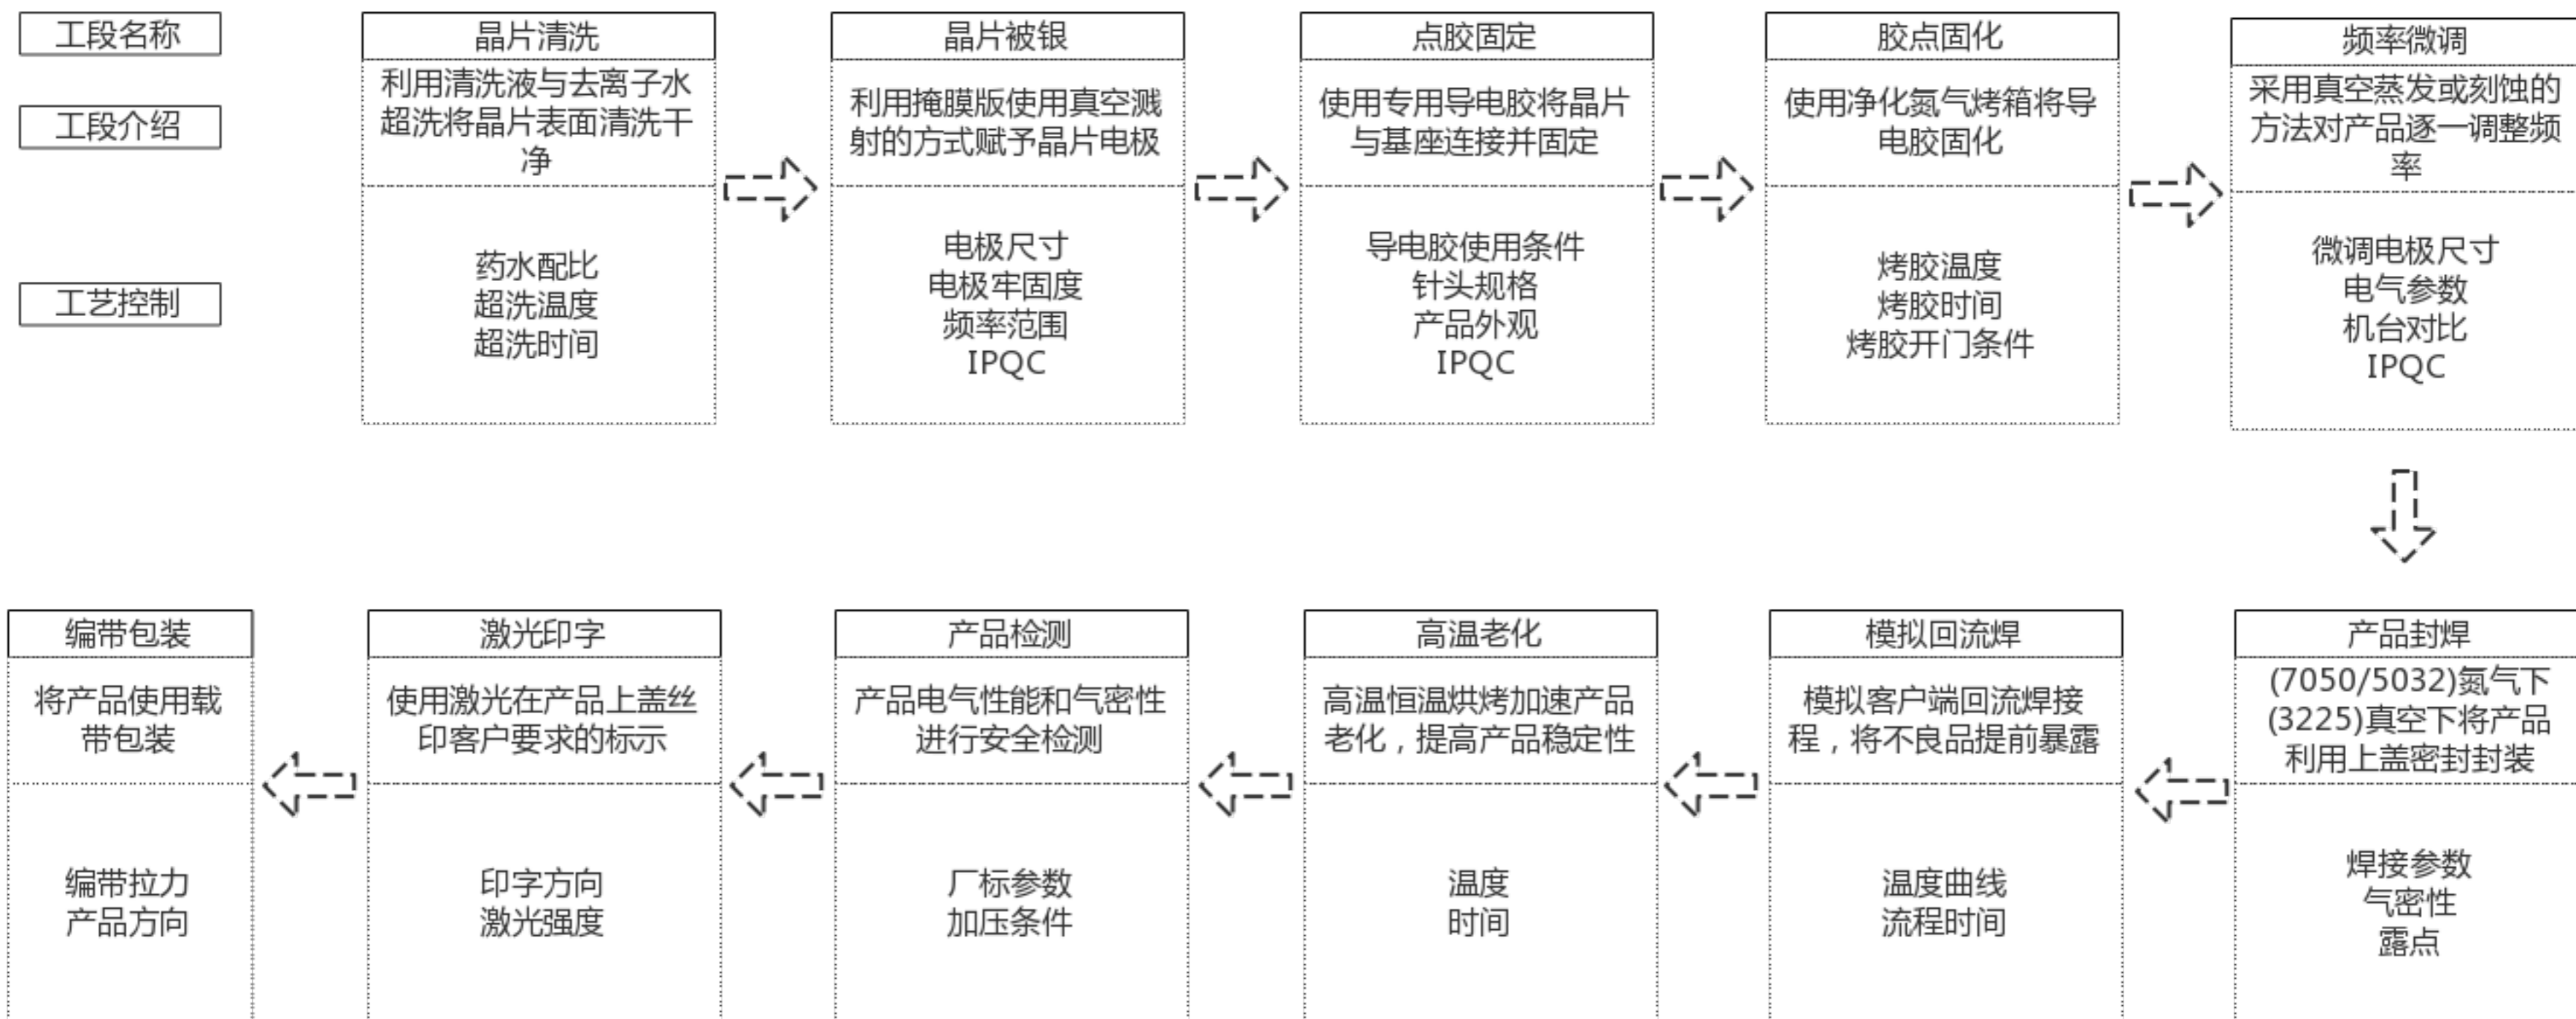 工段名称
工段介绍
工艺控制
晶片清洗
利用清洗液与去离子水
超洗将晶片表面清洗干
净
药水配比
超洗温度
超洗时间
晶片被银
利用掩膜版使用真空溅
射的方式赋予晶片电极
电极尺寸
电极牢固度
频率范围
IPQC
点胶固定
使用专用导电胶将晶片
与基座连接并固定
导电胶使用条件
针头规格
产品外观
IPQC
胶点固化
使用净化氮气烤箱将导
电胶固化
烤胶温度
烤胶时间
烤胶开门条件
频率微调
采用真空蒸发或刻蚀的
方法对产品逐一调整频
率
微调电极尺寸
电气参数
机台对比
IPQC
产品封焊
(7050/5032)氮气下
(3225)真空下将产品
利用上盖密封封装
焊接参数
气密性
露点
模拟回流焊
模拟客户端回流焊接
程，将不良品提前暴露
温度曲线
流程时间
高温老化
高温恒温烘烤加速产品
老化，提高产品稳定性
温度
时间
产品检测
产品电气性能和气密性
进行安全检测
厂标参数
加压条件
激光印字
使用激光在产品上盖丝
印客户要求的标示
印字方向
激光强度
编带包装
将产品使用载
带包装
编带拉力
产品方向